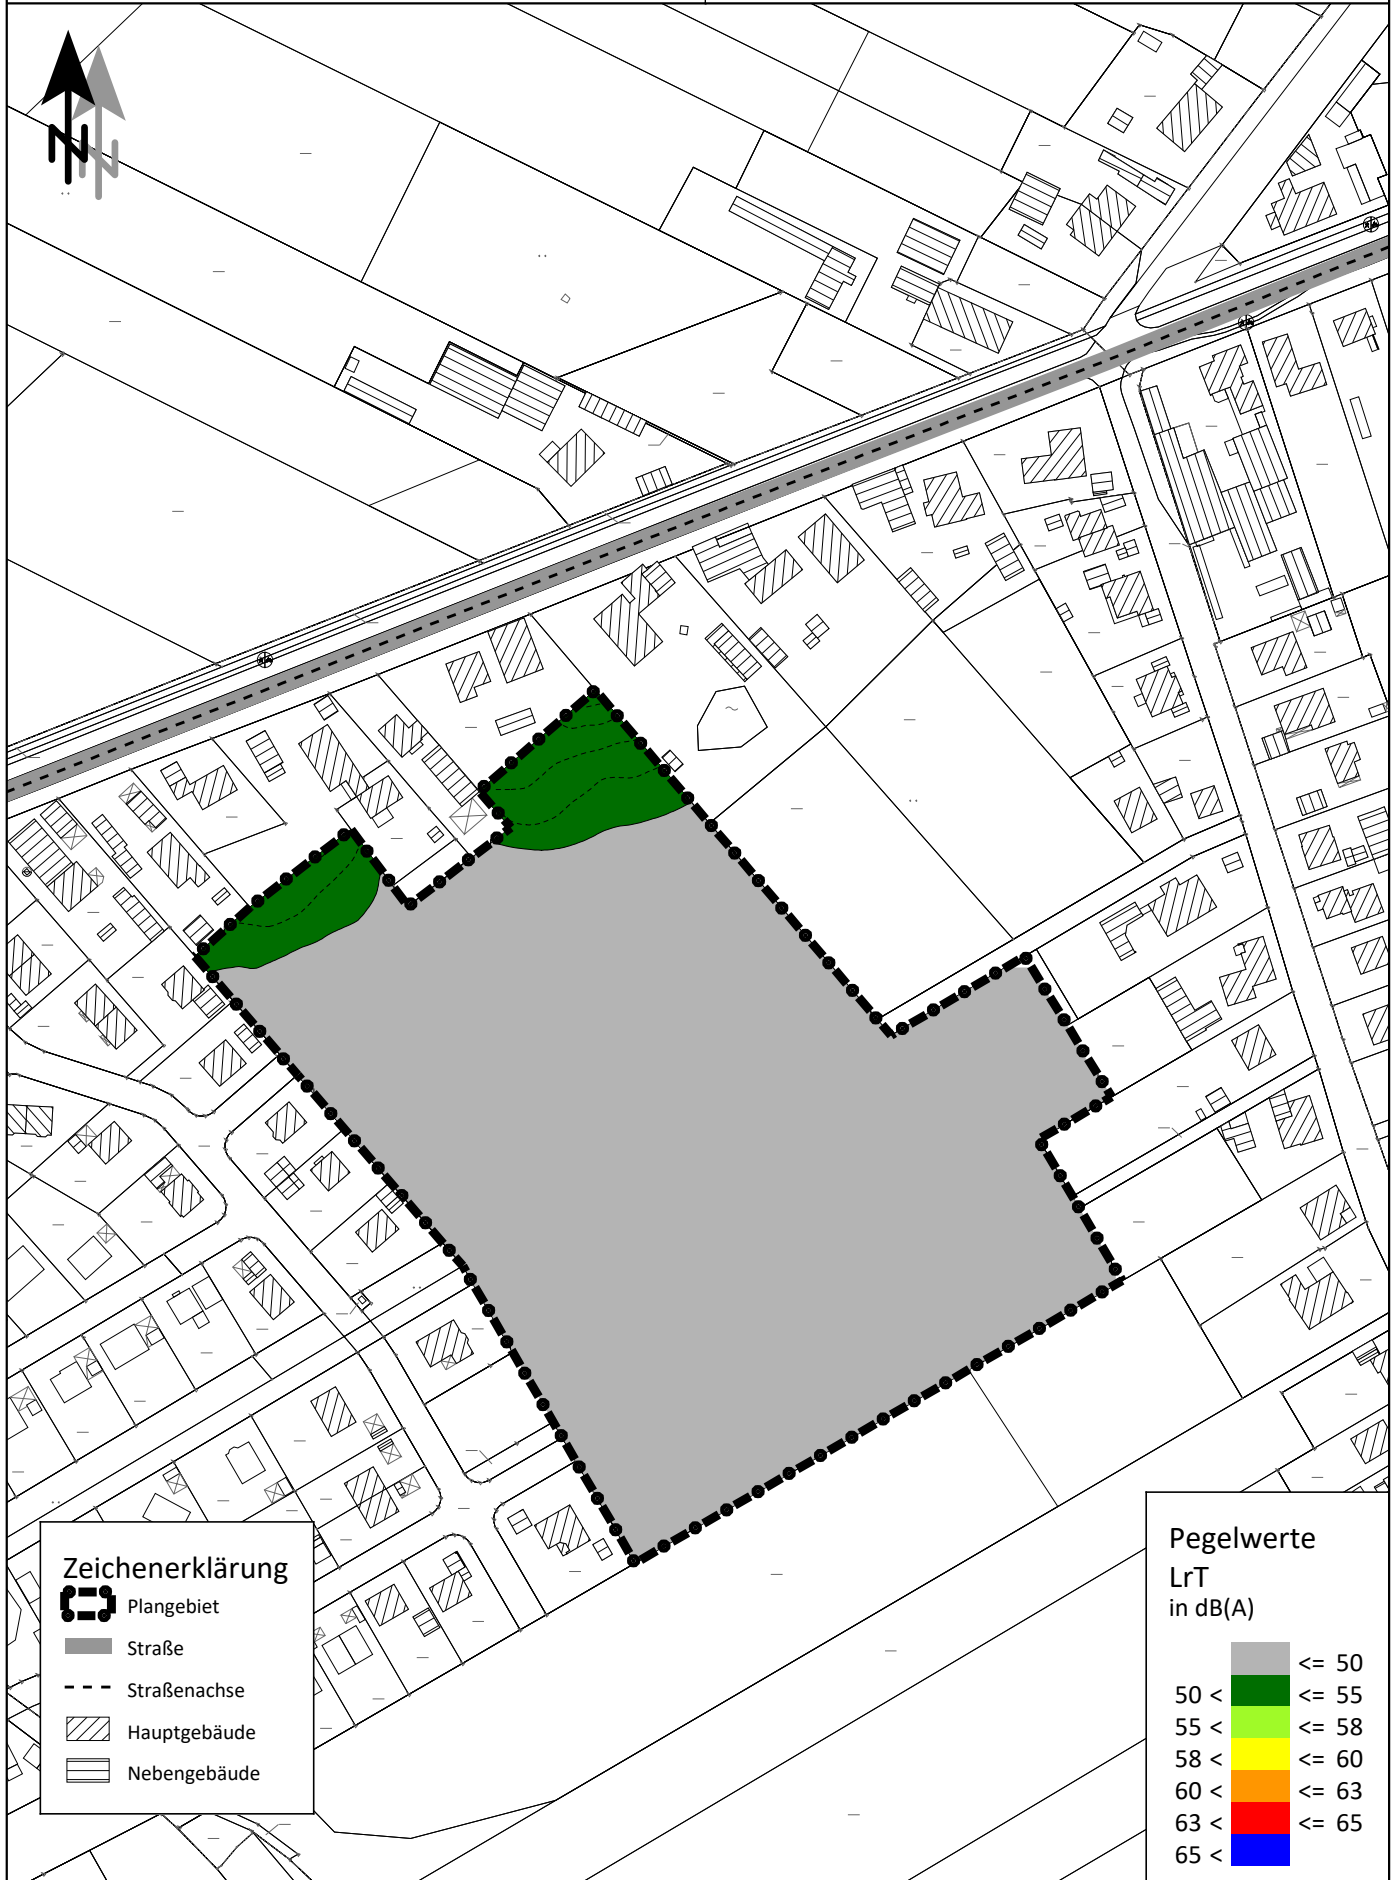 N
Zeichenerklärung
Plangebiet
Straße
Straßenachse
Hauptgebäude
Nebengebäude
Pegelwerte
LrT
in dB(A)
<= 50
50 < <= 55
55 < <= 58
58 < <= 60
60 < <= 63
63 < <= 65
65 <